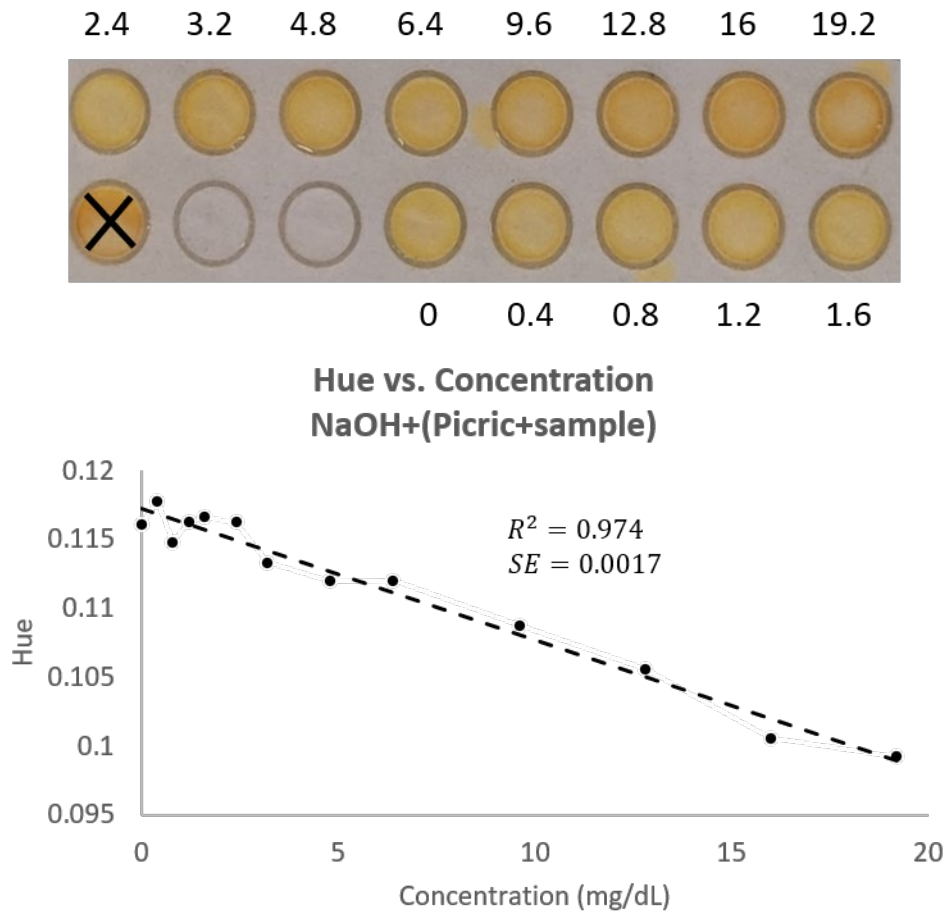 2.4 3.2 4.8 6.4 9.6 12.8 16 19.2
0 0.4 0.8 1.2 1.6
Hue vs. Concentration
NaOH+(Picric+sample)
0.12
0.115
0.11
0.105
0.1
0.095
Hue
R² = 0.974
SE = 0.0017
0 5 10 15 20
Concentration (mg/dL)